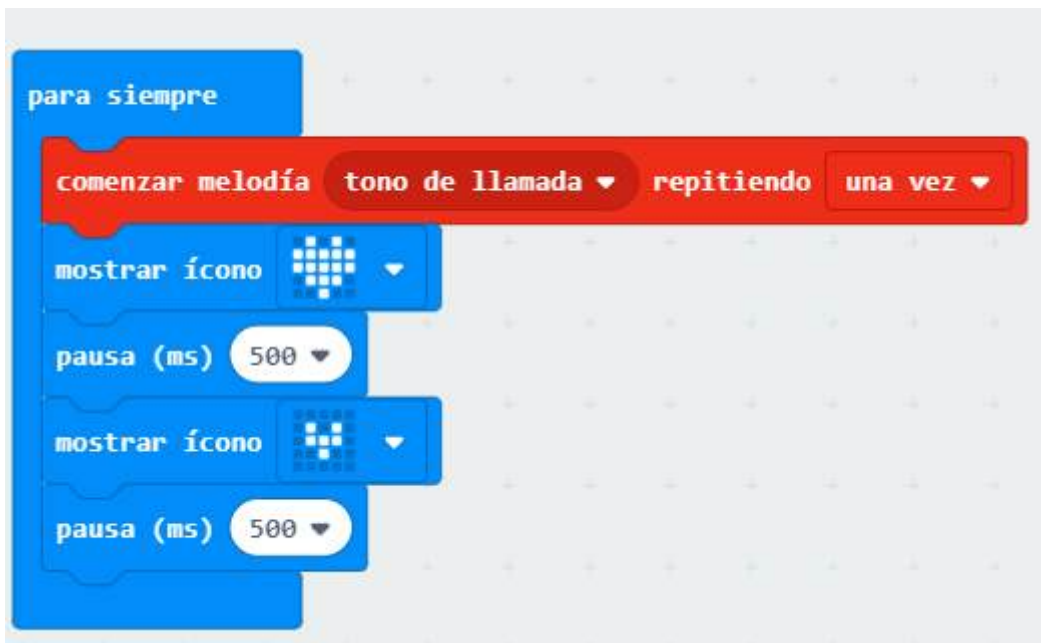 para siempre
comenzar melodía tono de llamada repitiendo una vez
mostrar ícono
pausa (ms) 500
mostrar ícono
pausa (ms) 500